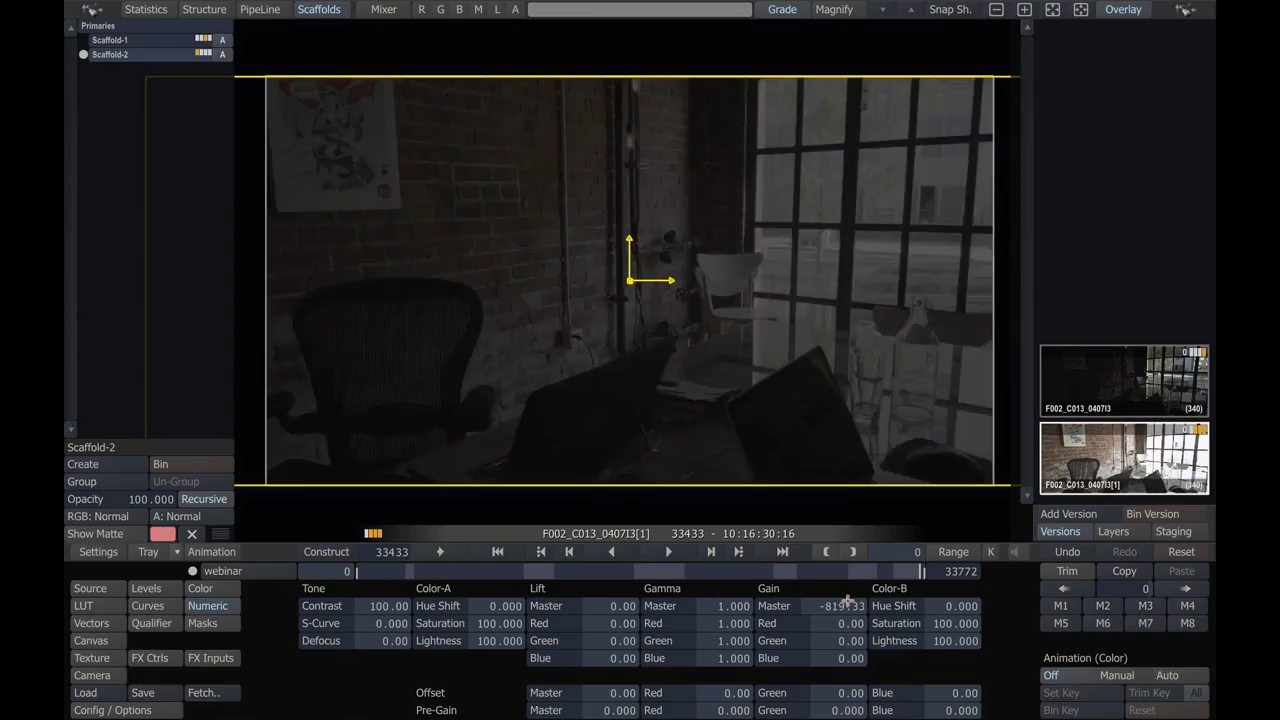 Statistics Structure PipeLine Scaffolds Mixer R G B M L A Grade Magnify Snap Sh. Overlay
Primaries
Scaffold-1 A
Scaffold-2 A
Scaffold-2
Create Bin
Group Un-Group
Opacity 100.000 Recursive
RGB: Normal A: Normal
Show Matte
F002_C013_0407I3[1] 33433 - 10:16:30:16
0
F002_C013_0407I3 (340)
0
F002_C013_0407I3[1] (340)
Add Version Bin Version
Versions Layers Staging
Settings Tray Animation Construct 33433 0 Range K Undo Redo Reset
webinar 0 33772 Trim Copy Paste
Source Levels Color Tone Color-A Lift Gamma Gain Color-B 0
LUT Curves Numeric Contrast 100.00 Hue Shift 0.000 Master 0.00 Master 1.000 Master Hue Shift 0.000 M1 M2 M3 M4
Vectors Qualifier Masks S-Curve 0.000 Saturation 100.000 Red 0.00 Red 1.000 Red 0.00 Saturation 100.000 M5 M6 M7 M8
Canvas Defocus 0.00 Lightness 100.000 Green 0.00 Green 1.000 Green 0.00 Lightness 100.000
Texture FX Ctrls FX Inputs Blue 0.00 Blue 1.000 Blue 0.00 Animation (Color)
Camera Off Manual Auto
Load Save Fetch.. Offset Master 0.00 Red 0.00 Green 0.00 Blue 0.00 Set Key Trim Key All
Config / Options Pre-Gain Master 0.000 Red 0.000 Green 0.000 Blue 0.00 Bin Key Reset